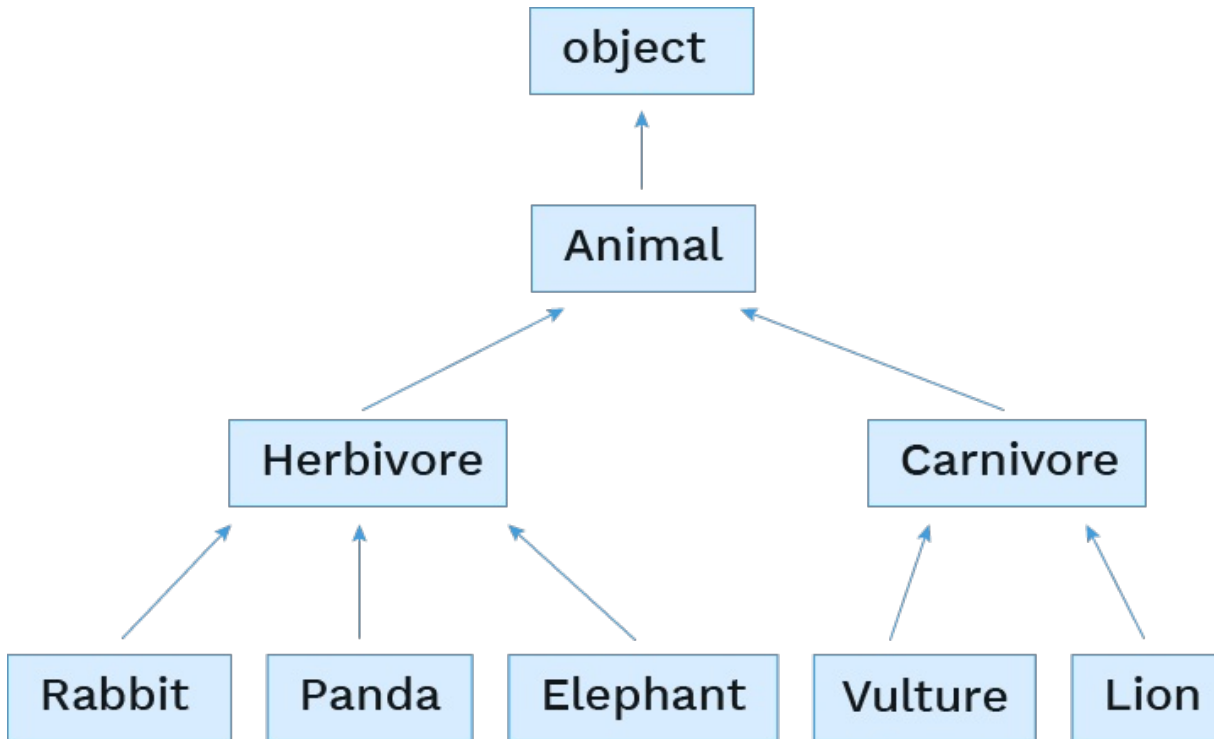 object
Animal
Herbivore
Carnivore
Rabbit
Panda
Elephant
Vulture
Lion